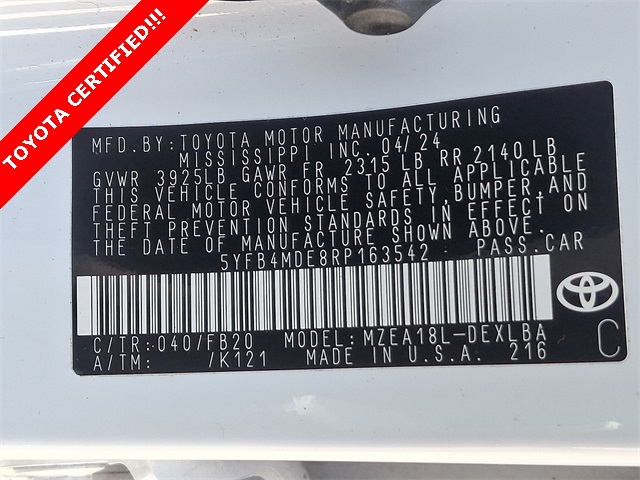 TOYOTA CERTIFIED!!!
MFD. BY: TOYOTA MOTOR MANUFACTURING
MISSISSIPPI INC. 04/24
GVWR 3925LB GAWR FR 2315 LB RR 2140 LB
THIS VEHICLE CONFORMS TO ALL APPLICABLE
FEDERAL MOTOR VEHICLE SAFETY, BUMPER, AND
THEFT PREVENTION STANDARDS IN EFFECT ON
THE DATE OF MANUFACTURE SHOWN ABOVE.
5YFB4MDE8RP163542 PASS. CAR
C/TR: 040/FB20 MODEL: MZEA18L-DEXLBA
A/TM: /K121 MADE IN U.S.A. 216
C